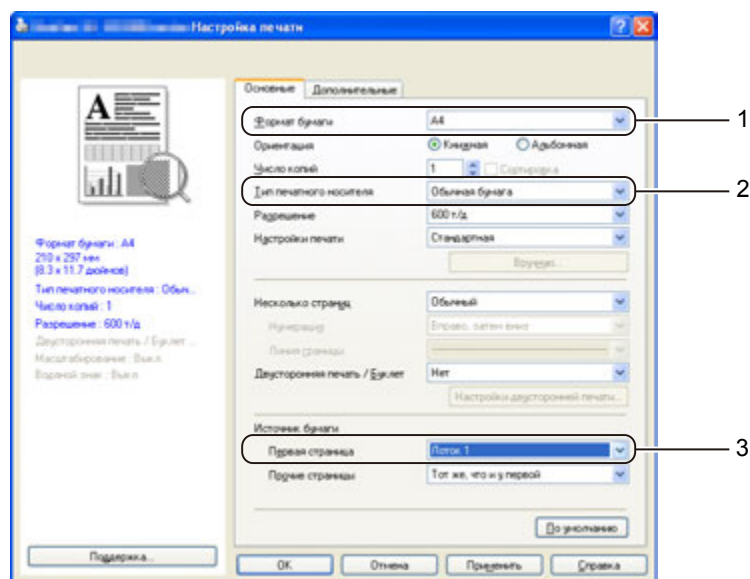 Настройка печати
Основные Дополнительные
Формат бумаги A4 1
Ориентация Книжная Альбомная
Число копий 1 Сортировка
Тип печатного носителя Обычная бумага 2
Разрешение 600 т/д
Настройки печати Стандартная
Вручную...
Несколько страниц Обычный
Нумерация Вправо, затем вниз
Линия границы
Двусторонняя печать / Буклет Нет
Настройки двусторонней печати...
Источник бумаги
Первая страница Лоток 1 3
Прочие страницы Тот же, что и у первой
По умолчанию
OK Отмена Применить Справка
A
Формат бумаги : A4
210 x 297 мм
(8.3 x 11.7 дюймов)
Тип печатного носителя : Обыч...
Число копий : 1
Разрешение : 600 т/д
Двусторонняя печать / Буклет ...
Масштабирование : Выкл
Водяной знак : Выкл
Поддержка...